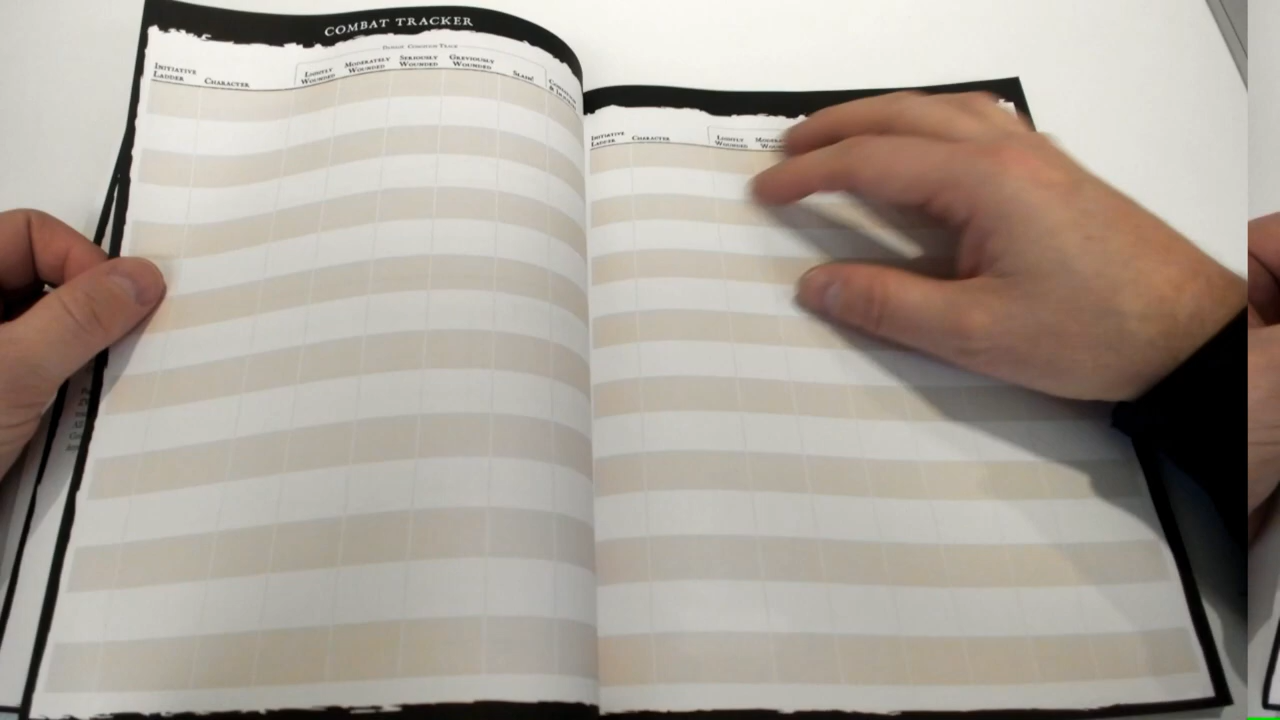 COMBAT TRACKER
Damage Condition Track
Initiative Ladder Character Lightly Wounded Moderately Wounded Seriously Wounded Greviously Wounded Slain!
Initiative Ladder Character Lightly Wounded